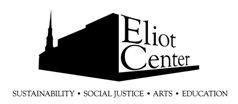 Eliot
Center
SUSTAINABILITY • SOCIAL JUSTICE • ARTS • EDUCATION